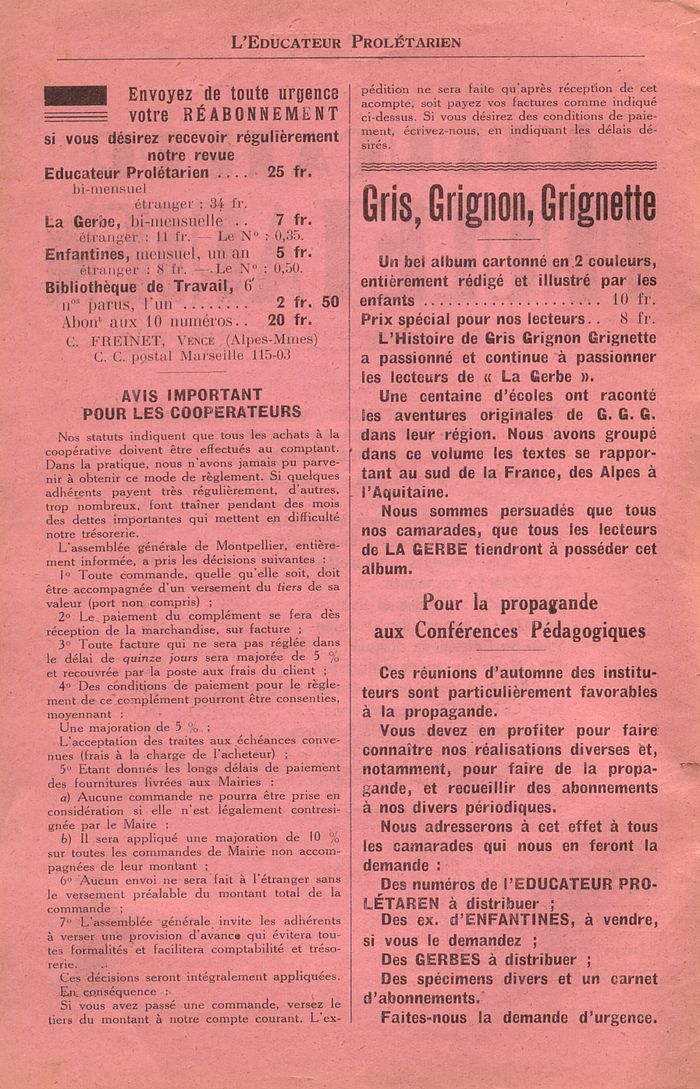 L'EDUCATEUR PROLÉTARIEN
Envoyez de toute urgence
votre RÉABONNEMENT
si vous désirez recevoir régulièrement
notre revue
Educateur Prolétarien .... 25 fr.
bi-mensuel
étranger : 34 fr.
La Gerbe, bi-mensuelle .. 7 fr.
étranger : 11 fr. — Le N° : 0,35.
Enfantines, mensuel, un an 5 fr.
étranger : 8 fr. —.Le N° : 0,50.
Bibliothèque de Travail, 6
nos parus, l'un ........ 2 fr. 50
Abont aux 10 numéros.. 20 fr.
C. FREINET, VENCE (Alpes-Mmes)
C. C. postal Marseille 115-03
AVIS IMPORTANT
POUR LES COOPERATEURS
Nos statuts indiquent que tous les achats à la
coopérative doivent être effectués au comptant.
Dans la pratique, nous n'avons jamais pu parve-
nir à obtenir ce mode de règlement. Si quelques
adhérents payent très régulièrement, d'autres,
trop nombreux, font traîner pendant des mois
des dettes importantes qui mettent en difficulté
notre trésorerie.
L'assemblée générale de Montpellier, entière-
ment informée, a pris les décisions suivantes :
1° Toute commande, quelle qu'elle soit, doit
être accompagnée d'un versement du tiers de sa
valeur (port non compris) ;
2° Le paiement du complément se fera dès
réception de la marchandise, sur facture ;
3° Toute facture qui ne sera pas réglée dans
le délai de quinze jours sera majorée de 5 %
et recouvrée par la poste aux frais du client ;
4° Des conditions de paiement pour le règle-
ment de ce complément pourront être consenties,
moyennant :
Une majoration de 5 % ;
L'acceptation des traites aux échéances conve-
nues (frais à la charge de l'acheteur) ;
5° Etant donnés les longs délais de paiement
des fournitures livrées aux Mairies :
a) Aucune commande ne pourra être prise en
considération si elle n'est légalement contresi-
gnée par le Maire ;
b) Il sera appliqué une majoration de 10 %
sur toutes les commandes de Mairie non accom-
pagnées de leur montant ;
6° Aucun envoi ne sera fait à l'étranger sans
le versement préalable du montant total de la
commande ;
7° L'assemblée générale invite les adhérents
à verser une provision d'avance qui évitera tou-
tes formalités et facilitera comptabilité et tréso-
rerie.
Ces décisions seront intégralement appliquées.
En conséquence :
Si vous avez passé une commande, versez le
tiers du montant à notre compte courant. L'ex-
pédition ne sera faite qu'après réception de cet
acompte, soit payez vos factures comme indiqué
ci-dessus. Si vous désirez des conditions de paie-
ment, écrivez-nous, en indiquant les délais dé-
sirés.
Gris, Grignon, Grignette
Un bel album cartonné en 2 couleurs,
entièrement rédigé et illustré par les
enfants .................... 10 fr.
Prix spécial pour nos lecteurs.. 8 fr.
L'Histoire de Gris Grignon Grignette
a passionné et continue à passionner
les lecteurs de « La Gerbe ».
Une centaine d'écoles ont raconté
les aventures originales de G. G. G.
dans leur région. Nous avons groupé
dans ce volume les textes se rappor-
tant au sud de la France, des Alpes à
l'Aquitaine.
Nous sommes persuadés que tous
nos camarades, que tous les lecteurs
de LA GERBE tiendront à posséder cet
album.
Pour la propagande
aux Conférences Pédagogiques
Ces réunions d'automne des institu-
teurs sont particulièrement favorables
à la propagande.
Vous devez en profiter pour faire
connaître nos réalisations diverses et,
notamment, pour faire de la propa-
gande, et recueillir des abonnements
à nos divers périodiques.
Nous adresserons à cet effet à tous
les camarades qui nous en feront la
demande :
Des numéros de l'EDUCATEUR PRO-
LÉTAREN à distribuer ;
Des ex. d'ENFANTINES, à vendre,
si vous le demandez ;
Des GERBES à distribuer ;
Des spécimens divers et un carnet
d'abonnements.
Faites-nous la demande d'urgence.